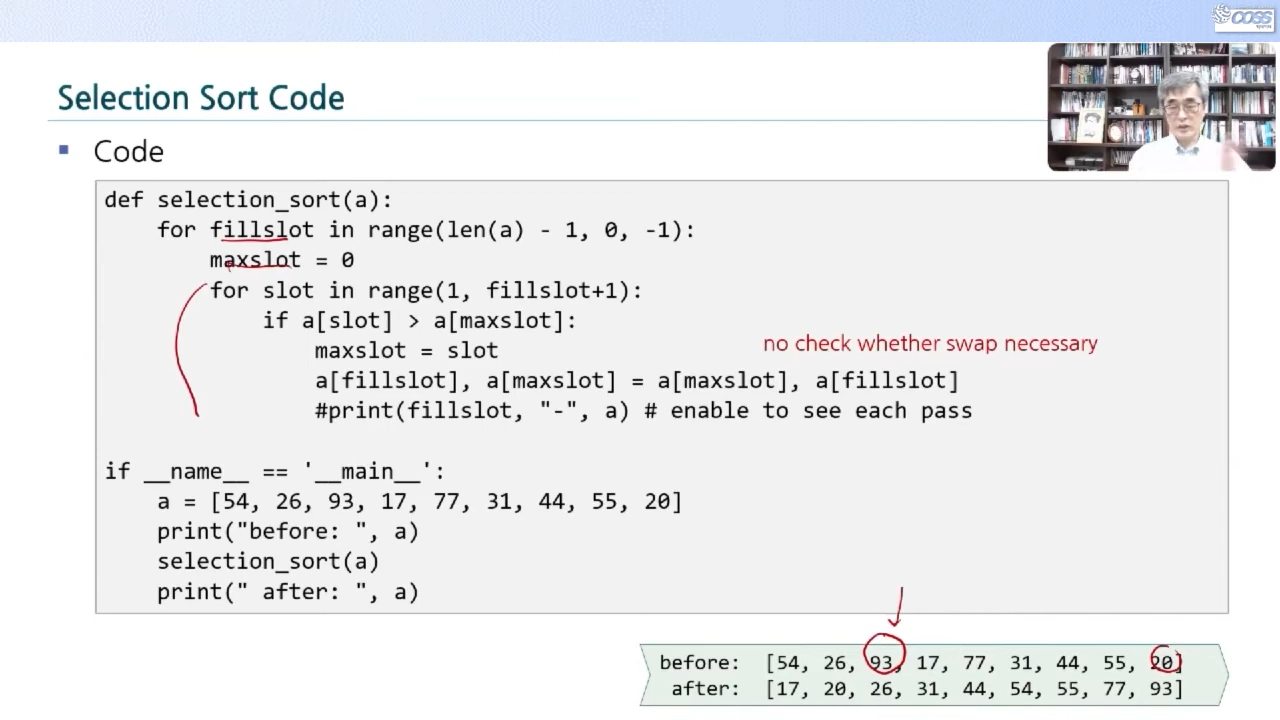 COSS
Selection Sort Code
Code
def selection_sort(a):
    for fillslot in range(len(a) - 1, 0, -1):
        maxslot = 0
        for slot in range(1, fillslot+1):
            if a[slot] > a[maxslot]:
                maxslot = slot
no check whether swap necessary
                a[fillslot], a[maxslot] = a[maxslot], a[fillslot]
                #print(fillslot, "-", a) # enable to see each pass
if __name__ == '__main__':
    a = [54, 26, 93, 17, 77, 31, 44, 55, 20]
    print("before: ", a)
    selection_sort(a)
    print(" after: ", a)
before: [54, 26, 93, 17, 77, 31, 44, 55, 20]
after: [17, 20, 26, 31, 44, 54, 55, 77, 93]